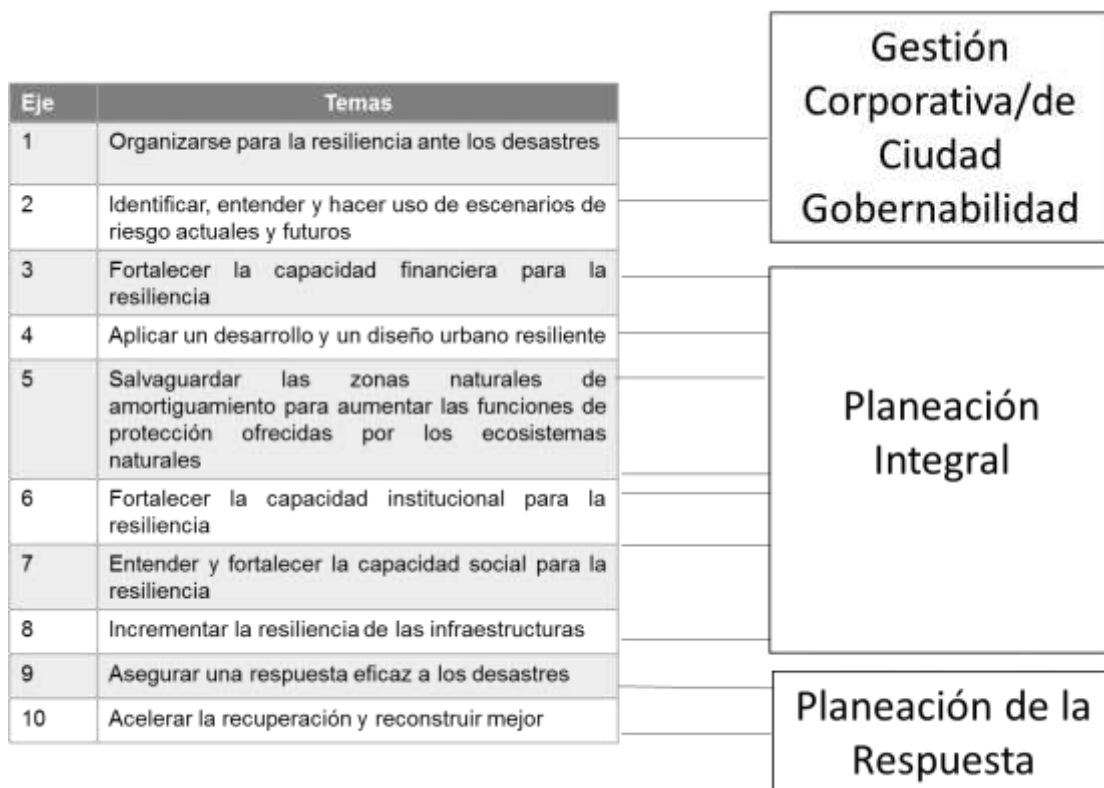 Eje Temas
1 Organizarse para la resiliencia ante los desastres
2 Identificar, entender y hacer uso de escenarios de
riesgo actuales y futuros
3 Fortalecer la capacidad financiera para la
resiliencia
4 Aplicar un desarrollo y un diseño urbano resiliente
5 Salvaguardar las zonas naturales de
amortiguamiento para aumentar las funciones de
protección ofrecidas por los ecosistemas
naturales
6 Fortalecer la capacidad institucional para la
resiliencia
7 Entender y fortalecer la capacidad social para la
resiliencia
8 Incrementar la resiliencia de las infraestructuras
9 Asegurar una respuesta eficaz a los desastres
10 Acelerar la recuperación y reconstruir mejor
Gestión
Corporativa/de
Ciudad
Gobernabilidad
Planeación
Integral
Planeación de la
Respuesta